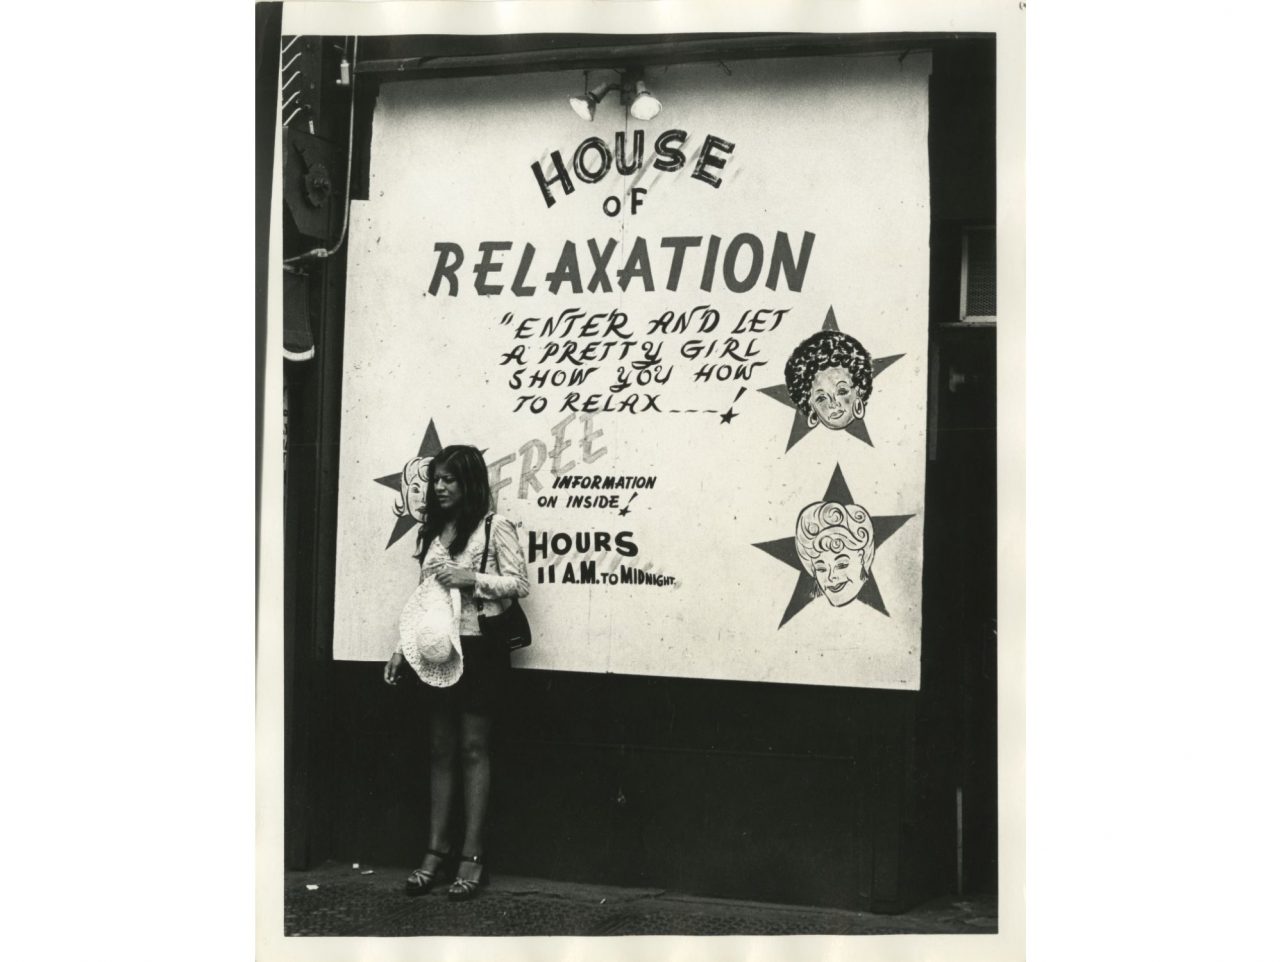 HOUSE
OF
RELAXATION
"ENTER AND LET
A PRETTY GIRL
SHOW YOU HOW
TO RELAX----!
FREE
INFORMATION
ON INSIDE!
HOURS
11 A.M. TO MIDNIGHT.